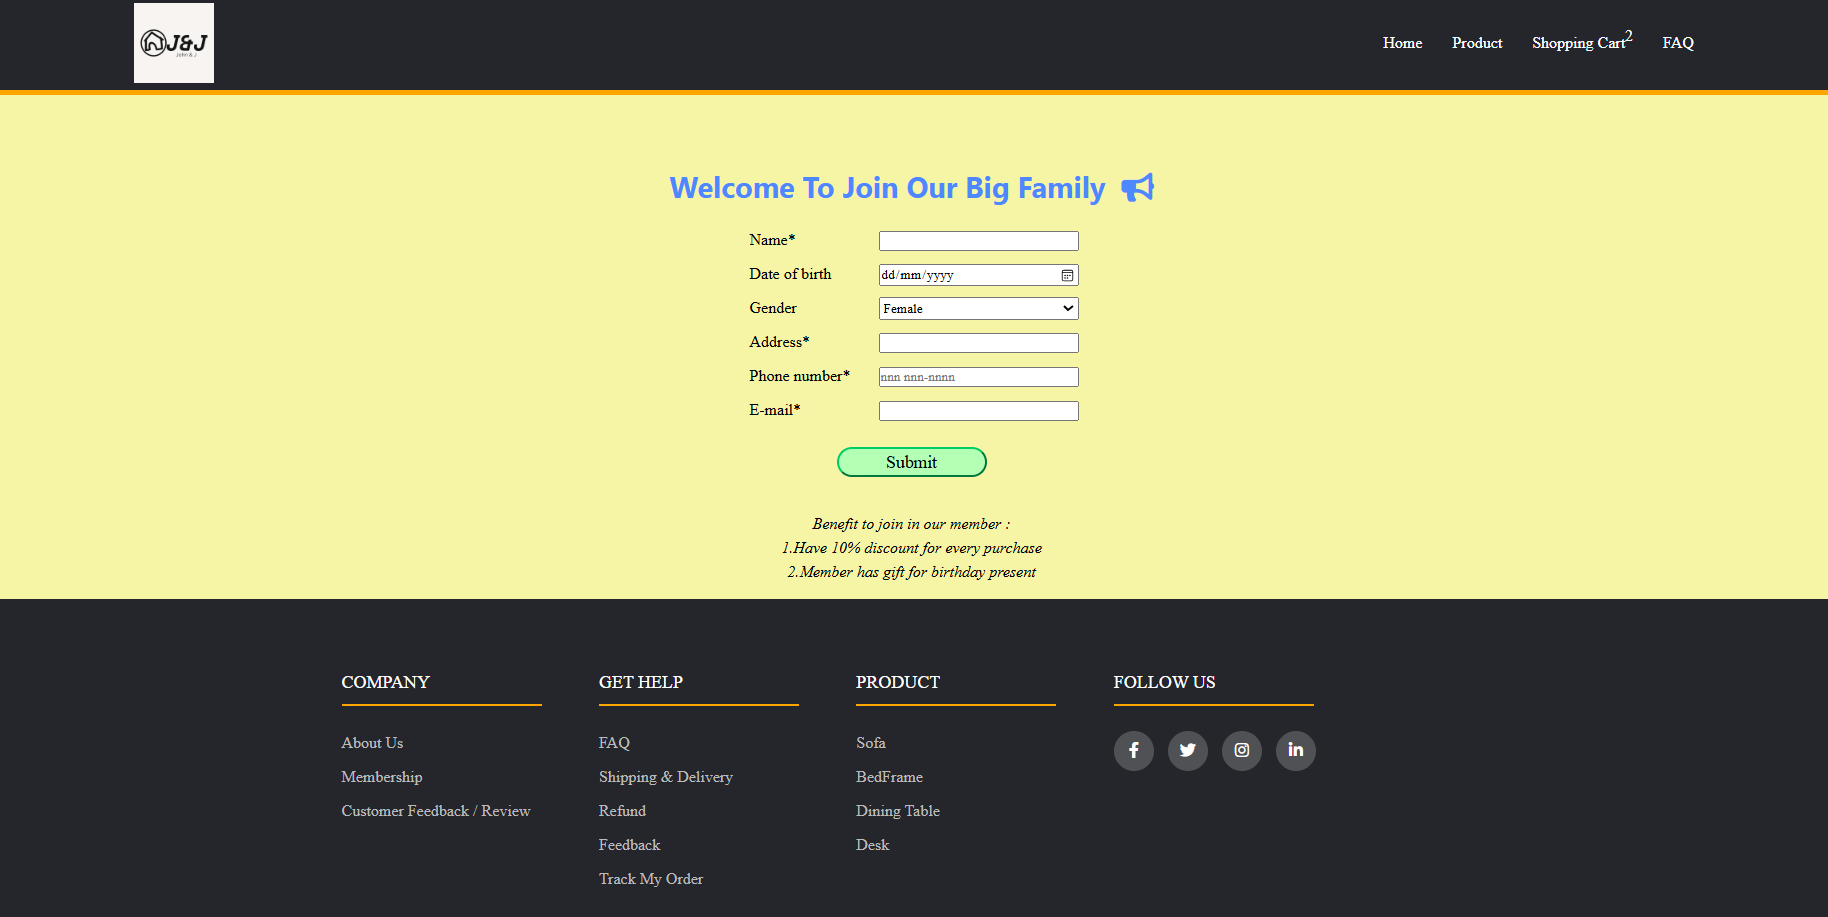 J&J
John & J
Home Product Shopping Cart2 FAQ
Welcome To Join Our Big Family
Name*
Date of birth dd/mm/yyyy
Gender Female
Address*
Phone number* nnn nnn-nnnn
E-mail*
Submit
Benefit to join in our member :
1.Have 10% discount for every purchase
2.Member has gift for birthday present
COMPANY
About Us
Membership
Customer Feedback / Review
GET HELP
FAQ
Shipping & Delivery
Refund
Feedback
Track My Order
PRODUCT
Sofa
BedFrame
Dining Table
Desk
FOLLOW US